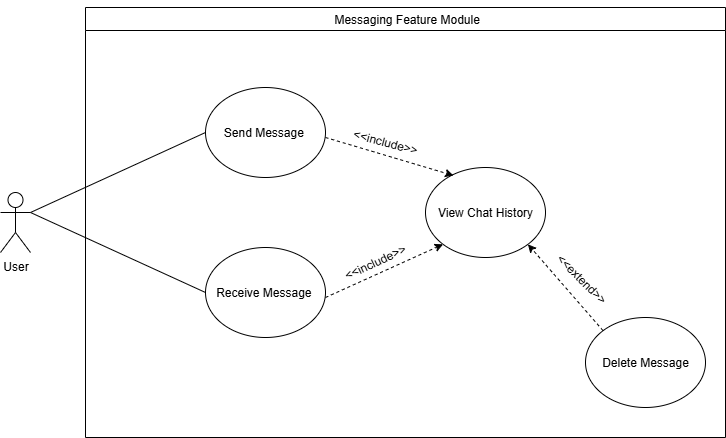 Messaging Feature Module
Send Message
<<include>>
View Chat History
User
Receive Message
<<include>>
<<extend>>
Delete Message